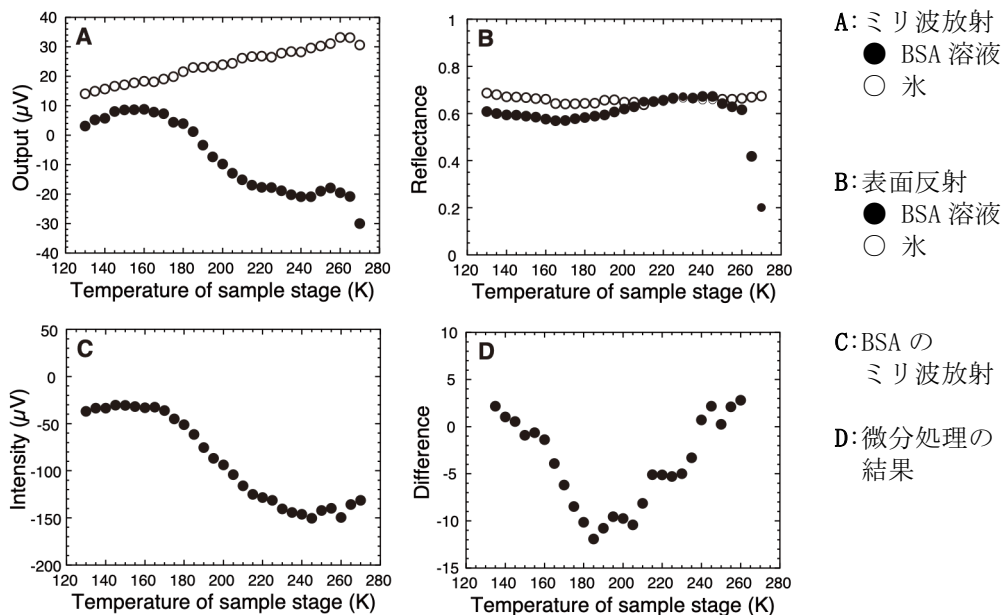 A
Output (μV)
40
30
20
10
0
-10
-20
-30
-40
120 140 160 180 200 220 240 260 280
Temperature of sample stage (K)
B
Reflectance
1
0.8
0.6
0.4
0.2
0
120 140 160 180 200 220 240 260 280
Temperature of sample stage (K)
A:ミリ波放射
● BSA 溶液
○ 氷
B:表面反射
● BSA 溶液
○ 氷
C
Intensity (μV)
50
0
-50
-100
-150
-200
120 140 160 180 200 220 240 260 280
Temperature of sample stage (K)
D
Difference
10
5
0
-5
-10
-15
120 140 160 180 200 220 240 260 280
Temperature of sample stage (K)
C:BSA の
ミリ波放射
D:微分処理の
結果